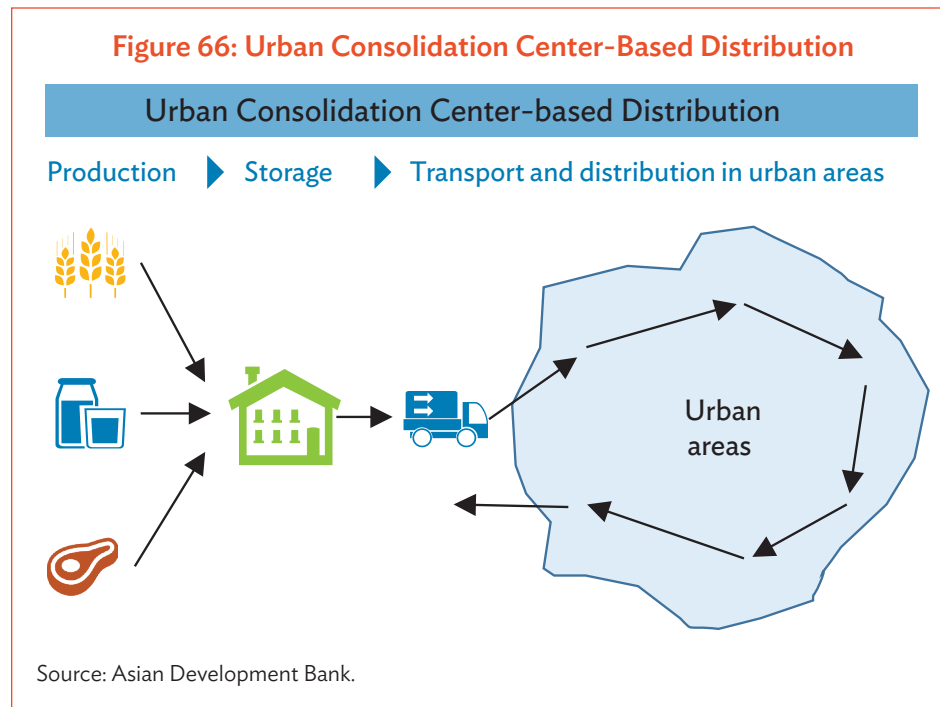 Figure 66: Urban Consolidation Center-Based Distribution
Urban Consolidation Center-based Distribution
Production Storage Transport and distribution in urban areas
Urban
areas
Source: Asian Development Bank.